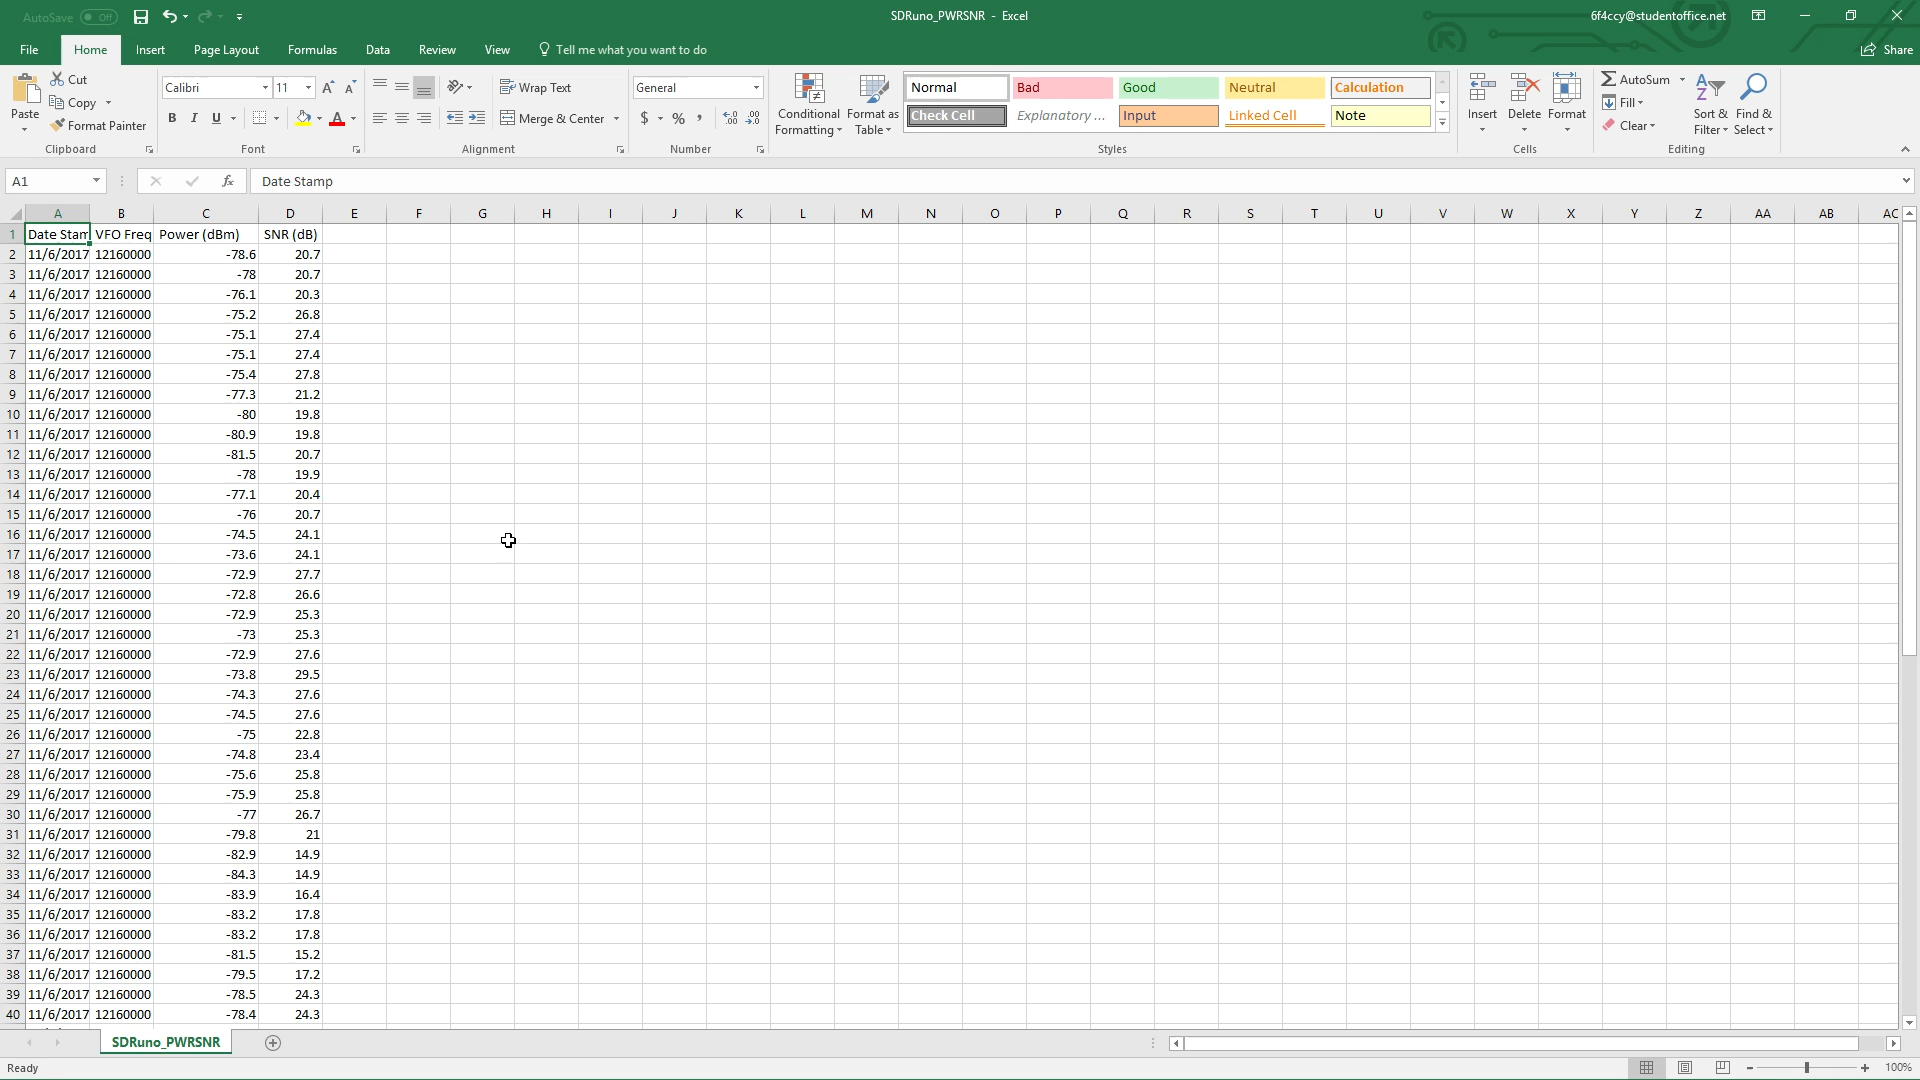 AutoSave Off
SDRuno_PWRSNR - Excel
6f4ccy@studentoffice.net
File Home Insert Page Layout Formulas Data Review View Tell me what you want to do Share
Paste Cut Copy Format Painter Clipboard
Calibri 11 B I U A Font
Wrap Text Merge & Center Alignment
General $ % , Number
Conditional Formatting Format as Table
Normal Bad Good Neutral Calculation
Check Cell Explanatory ... Input Linked Cell Note
Styles
Insert Delete Format Cells
AutoSum Fill Clear Sort & Filter Find & Select Editing
A1 fx Date Stamp
A B C D E F G H I J K L M N O P Q R S T U V W X Y Z AA AB AC
1 Date Stam VFO Freq Power (dBm) SNR (dB)
2 11/6/2017 12160000 -78.6 20.7
3 11/6/2017 12160000 -78 20.7
4 11/6/2017 12160000 -76.1 20.3
5 11/6/2017 12160000 -75.2 26.8
6 11/6/2017 12160000 -75.1 27.4
7 11/6/2017 12160000 -75.1 27.4
8 11/6/2017 12160000 -75.4 27.8
9 11/6/2017 12160000 -77.3 21.2
10 11/6/2017 12160000 -80 19.8
11 11/6/2017 12160000 -80.9 19.8
12 11/6/2017 12160000 -81.5 20.7
13 11/6/2017 12160000 -78 19.9
14 11/6/2017 12160000 -77.1 20.4
15 11/6/2017 12160000 -76 20.7
16 11/6/2017 12160000 -74.5 24.1
17 11/6/2017 12160000 -73.6 24.1
18 11/6/2017 12160000 -72.9 27.7
19 11/6/2017 12160000 -72.8 26.6
20 11/6/2017 12160000 -72.9 25.3
21 11/6/2017 12160000 -73 25.3
22 11/6/2017 12160000 -72.9 27.6
23 11/6/2017 12160000 -73.8 29.5
24 11/6/2017 12160000 -74.3 27.6
25 11/6/2017 12160000 -74.5 27.6
26 11/6/2017 12160000 -75 22.8
27 11/6/2017 12160000 -74.8 23.4
28 11/6/2017 12160000 -75.6 25.8
29 11/6/2017 12160000 -75.9 25.8
30 11/6/2017 12160000 -77 26.7
31 11/6/2017 12160000 -79.8 21
32 11/6/2017 12160000 -82.9 14.9
33 11/6/2017 12160000 -84.3 14.9
34 11/6/2017 12160000 -83.9 16.4
35 11/6/2017 12160000 -83.2 17.8
36 11/6/2017 12160000 -83.2 17.8
37 11/6/2017 12160000 -81.5 15.2
38 11/6/2017 12160000 -79.5 17.2
39 11/6/2017 12160000 -78.5 24.3
40 11/6/2017 12160000 -78.4 24.3
SDRuno_PWRSNR
Ready 100%